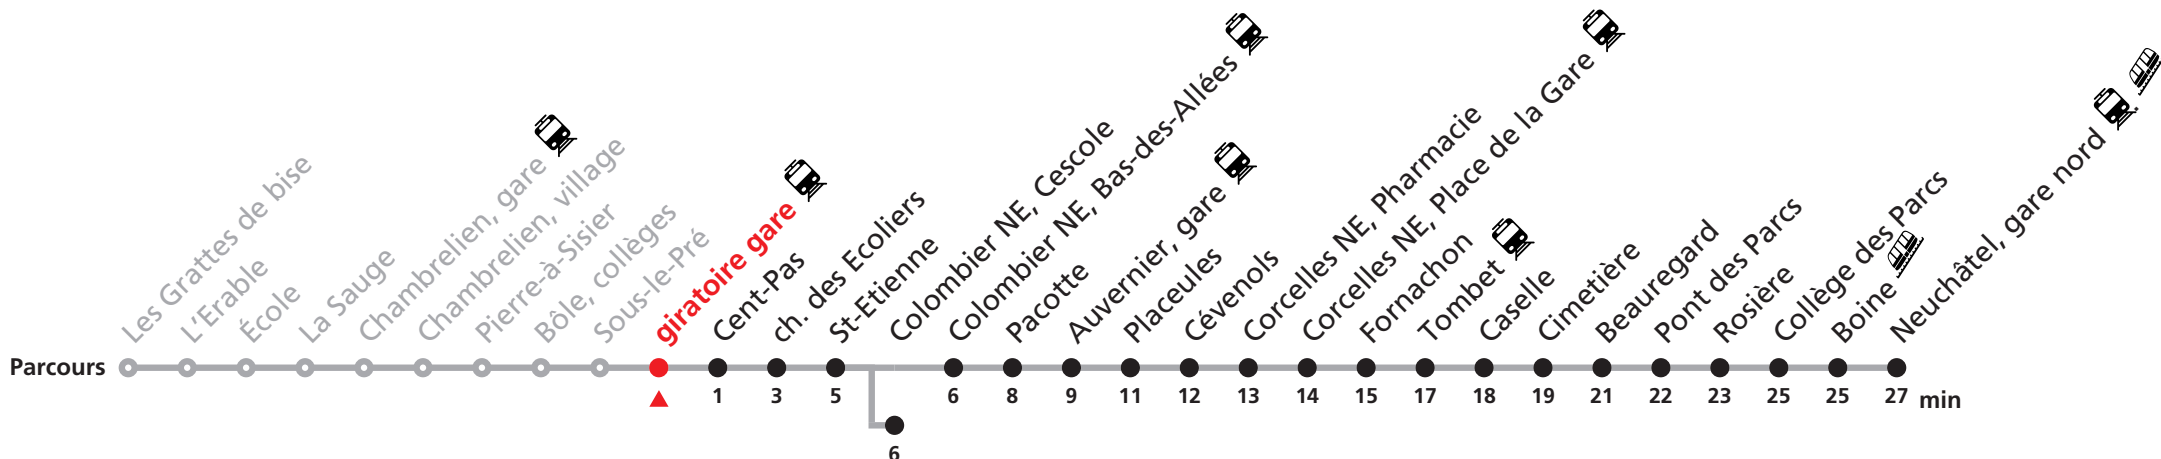 Les Grattes de bise
L'Erable
École
La Sauge
Chambrelien, gare
Chambrelien, village
Pierre-à-Sisier
Bôle, collèges
Sous-le-Pré
giratoire gare
Cent-Pas
ch. des Ecoliers
St-Etienne
Colombier NE, Cescole
Colombier NE, Bas-des-Allées
Pacotte
Auvernier, gare
Placeules
Cévenols
Corcelles NE, Pharmacie
Corcelles NE, Place de la Gare
Fornachon
Tombet
Caselle
Cimetière
Beauregard
Pont des Parcs
Rosière
Collège des Parcs
Boine
Neuchâtel, gare nord
Parcours
1 3 5 6 8 9 11 12 13 14 15 17 18 19 21 22 23 25 25 27 min
6